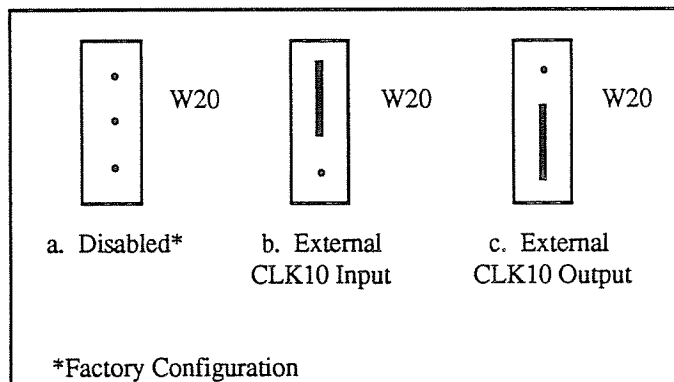 W20
W20
W20
a. Disabled*
b. External
CLK10 Input
c. External
CLK10 Output
*Factory Configuration